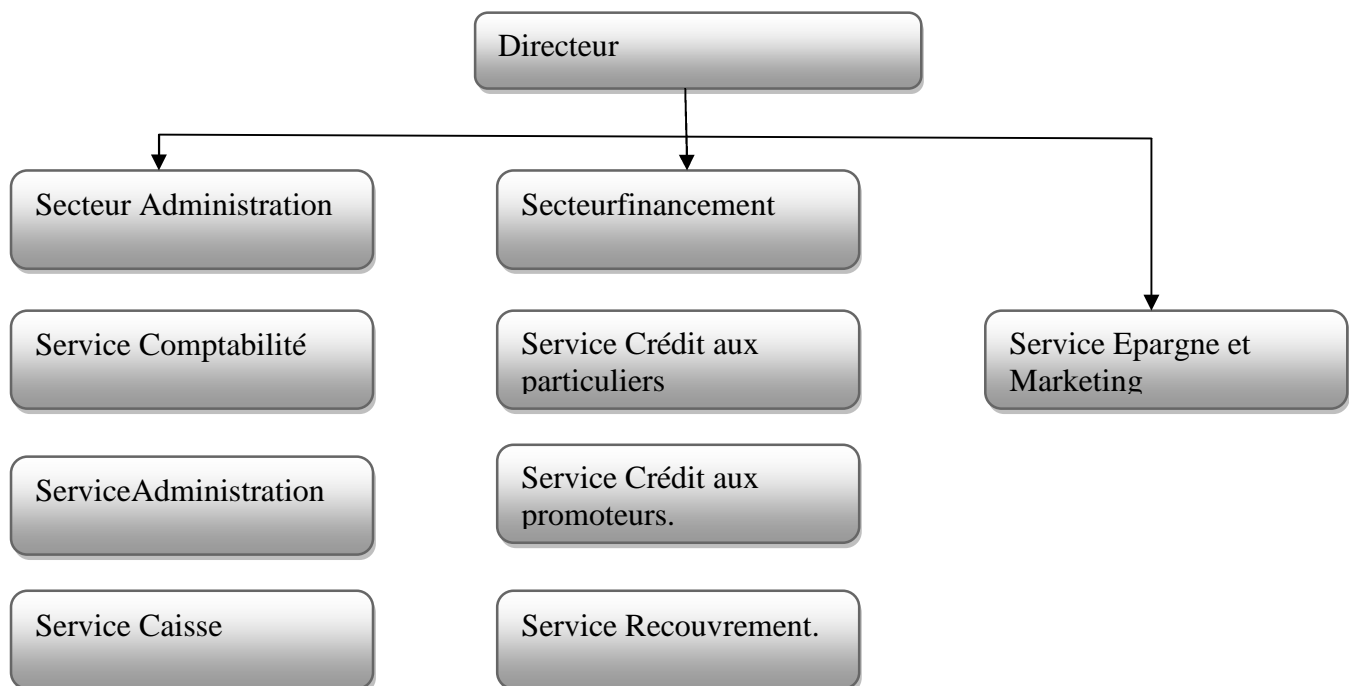 Directeur
Secteur Administration
Secteurfinancement
Service Comptabilité
Service Crédit aux
particuliers
Service Epargne et
Marketing
ServiceAdministration
Service Crédit aux
promoteurs.
Service Caisse
Service Recouvrement.